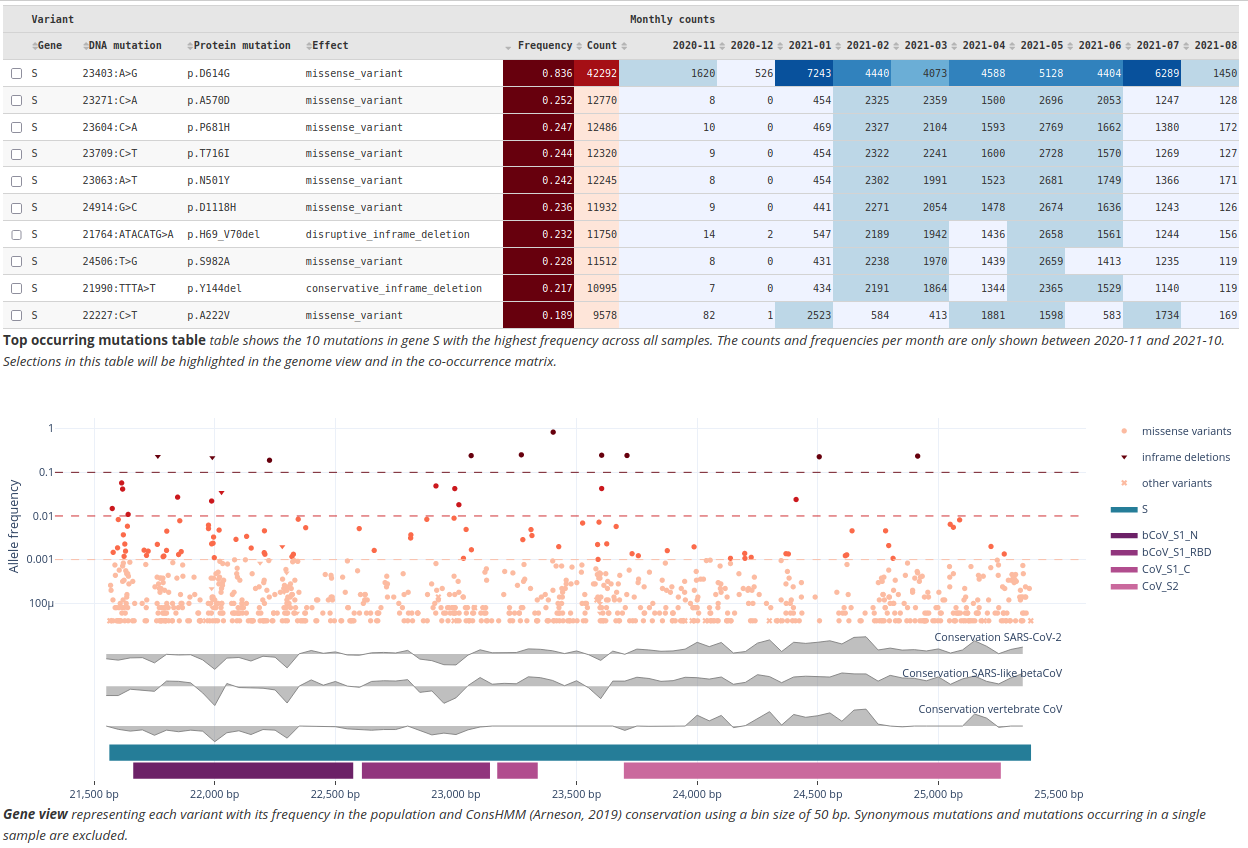 Variant Monthly counts
Gene DNA mutation Protein mutation Effect Frequency Count 2020-11 2020-12 2021-01 2021-02 2021-03 2021-04 2021-05 2021-06 2021-07 2021-08
S 23403:A>G p.D614G missense_variant 0.836 42292 1620 526 7243 4440 4073 4588 5128 4404 6289 1450
S 23271:C>A p.A570D missense_variant 0.252 12770 8 0 454 2325 2359 1500 2696 2053 1247 128
S 23604:C>A p.P681H missense_variant 0.247 12486 10 0 469 2327 2104 1593 2769 1662 1380 172
S 23709:C>T p.T716I missense_variant 0.244 12320 9 0 454 2322 2241 1600 2728 1570 1269 127
S 23063:A>T p.N501Y missense_variant 0.242 12245 8 0 454 2302 1991 1523 2681 1749 1366 171
S 24914:G>C p.D1118H missense_variant 0.236 11932 9 0 441 2271 2054 1478 2674 1636 1243 126
S 21764:ATACATG>A p.H69_V70del disruptive_inframe_deletion 0.232 11750 14 2 547 2189 1942 1436 2658 1561 1244 156
S 24506:T>G p.S982A missense_variant 0.228 11512 8 0 431 2238 1970 1439 2659 1413 1235 119
S 21990:TTTA>T p.Y144del conservative_inframe_deletion 0.217 10995 7 0 434 2191 1864 1344 2365 1529 1140 119
S 22227:C>T p.A222V missense_variant 0.189 9578 82 1 2523 584 413 1881 1598 583 1734 169
Top occurring mutations table table shows the 10 mutations in gene S with the highest frequency across all samples. The counts and frequencies per month are only shown between 2020-11 and 2021-10.
Selections in this table will be highlighted in the genome view and in the co-occurrence matrix.
Allele frequency
1
0.1
0.01
0.001
100μ
missense variants
inframe deletions
other variants
S
bCoV_S1_N
bCoV_S1_RBD
CoV_S1_C
CoV_S2
Conservation SARS-CoV-2
Conservation SARS-like betaCoV
Conservation vertebrate CoV
21,500 bp 22,000 bp 22,500 bp 23,000 bp 23,500 bp 24,000 bp 24,500 bp 25,000 bp 25,500 bp
Gene view representing each variant with its frequency in the population and ConsHMM (Arneson, 2019) conservation using a bin size of 50 bp. Synonymous mutations and mutations occurring in a single
sample are excluded.